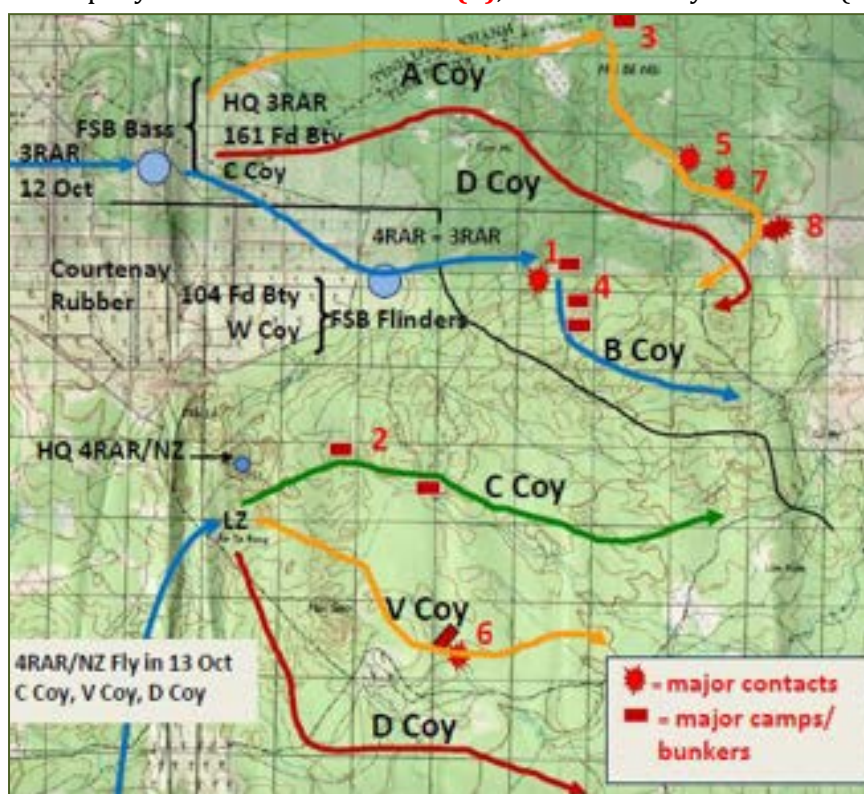 3
A Coy
HQ 3RAR
FSB Bass
161 Fd Bty
3RAR
C Coy
12 Oct
D Coy
5
7
8
4RAR = 3RAR
1
Courtenay
Rubber
104 Fd Bty
W Coy
FSB Flinders
4
B Coy
HQ 4RAR/NZ
2
C Coy
LZ
V Coy
6
4RAR/NZ Fly in 13 Oct
C Coy, V Coy, D Coy
D Coy
= major contacts
= major camps/
bunkers